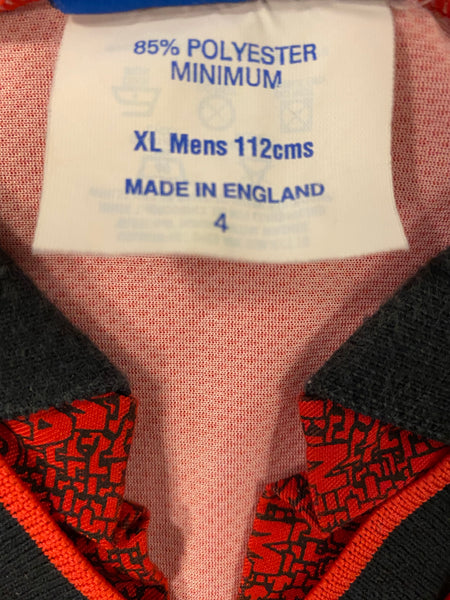 85% POLYESTER
MINIMUM
XL Mens 112cms
MADE IN ENGLAND
4